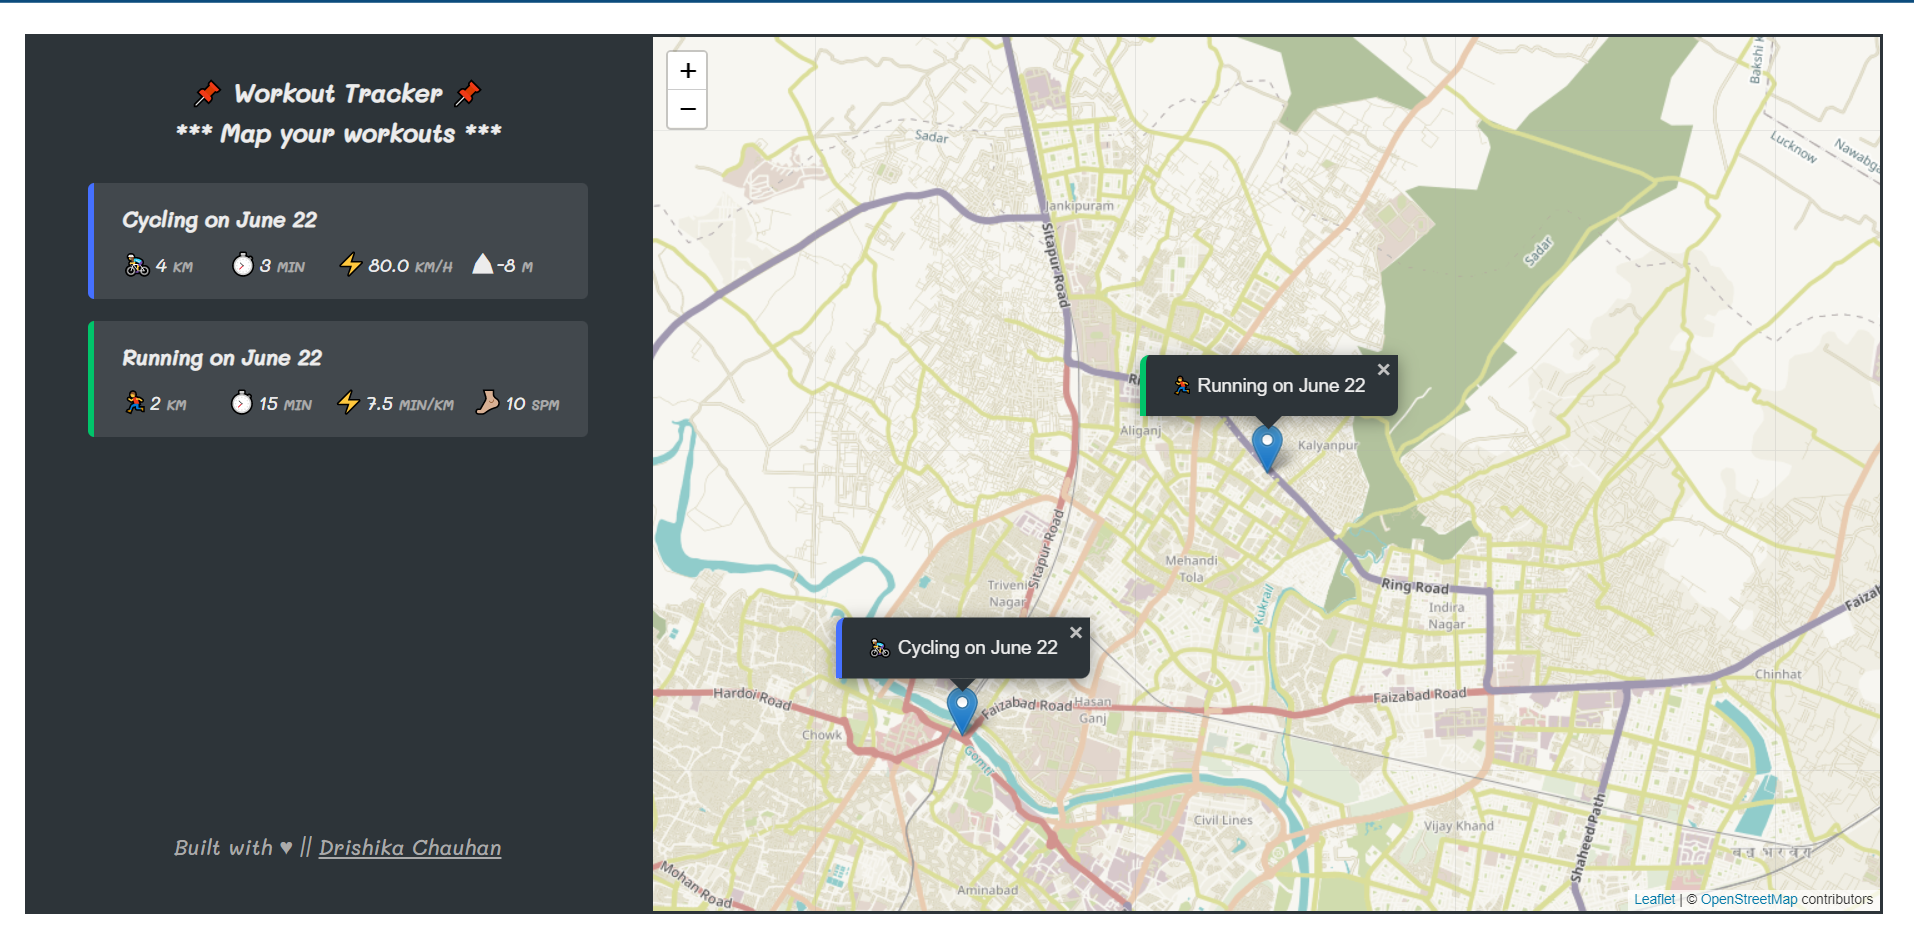 📌 Workout Tracker 📌
*** Map your workouts ***
Cycling on June 22
🚴 4 KM ⏱ 3 MIN ⚡ 80.0 KM/H -8 M
Running on June 22
🏃 2 KM ⏱ 15 MIN ⚡ 7.5 MIN/KM 🦶 10 SPM
Built with ♥ || Drishika Chauhan
+
−
Sadar
Jankipuram
Sitapur Road
Sadar
Lucknow
🏃 Running on June 22
×
Aliganj
Kalyanpur
Sitapur Road
Mehandi
Tola
Triveni
Nagar
Kukrail
Ring Road
Indira
Nagar
🚴 Cycling on June 22
×
Hardoi Road
Faizabad Road
Hasan
Ganj
Faizabad Road
Chinhat
Chowk
Gomti
Civil Lines
Vijay Khand
Shaheed Path
Aminabad
Mohan Road
Leaflet | © OpenStreetMap contributors